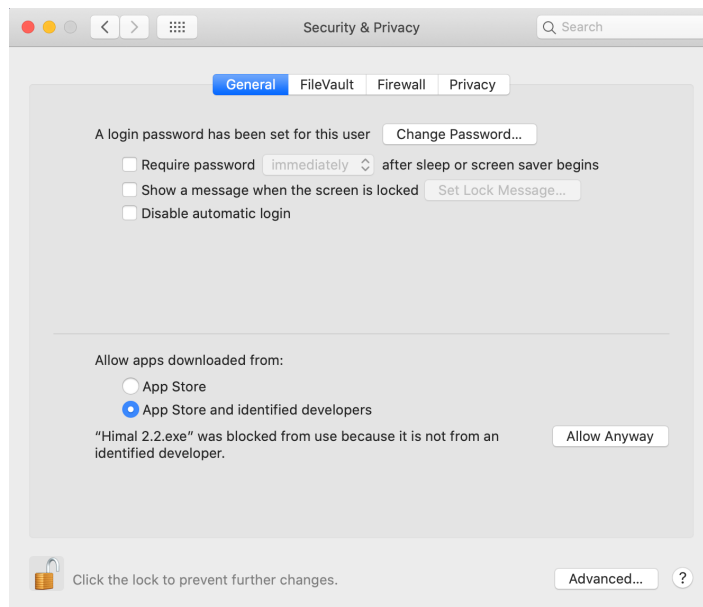 Security & Privacy
Search
General FileVault Firewall Privacy
A login password has been set for this user Change Password...
Require password immediately after sleep or screen saver begins
Show a message when the screen is locked Set Lock Message...
Disable automatic login
Allow apps downloaded from:
App Store
App Store and identified developers
“Himal 2.2.exe” was blocked from use because it is not from an Allow Anyway
identified developer.
Click the lock to prevent further changes. Advanced... ?